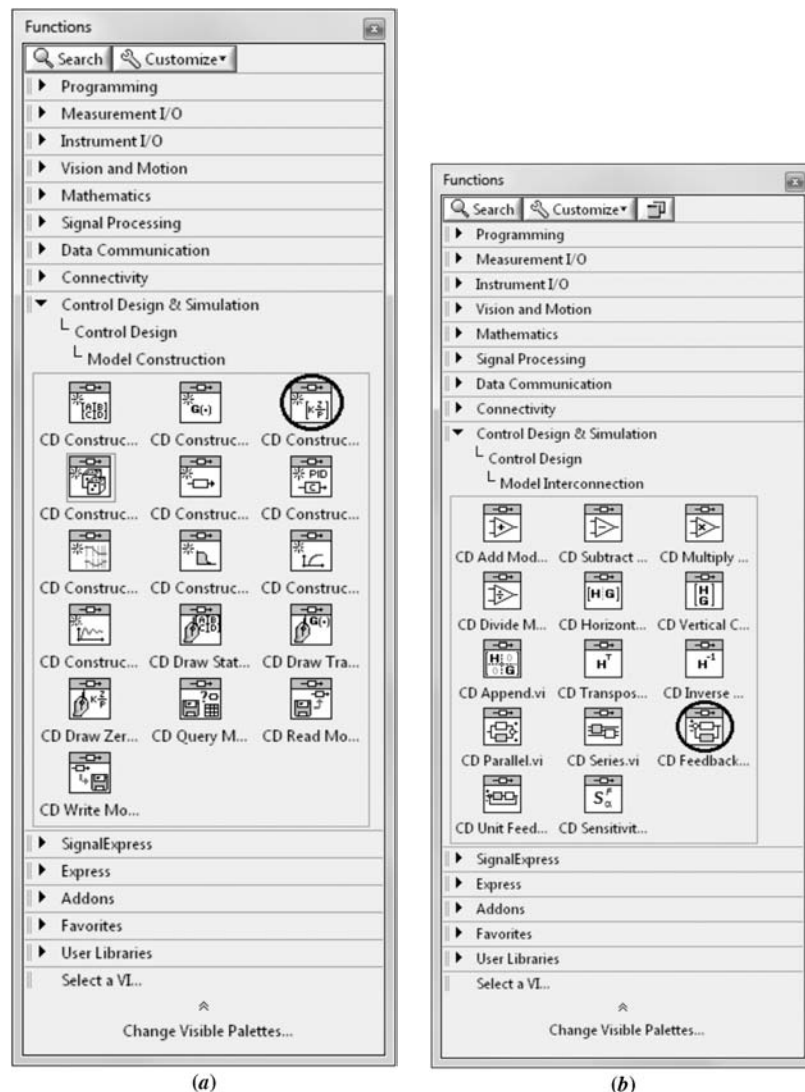 Functions
Search Customize
Programming
Measurement I/O
Instrument I/O
Vision and Motion
Mathematics
Signal Processing
Data Communication
Connectivity
Control Design & Simulation
Control Design
Model Construction
CD Construc... CD Construc... CD Construc...
CD Construc... CD Construc... CD Construc...
CD Construc... CD Construc... CD Construc...
CD Construc... CD Draw Stat... CD Draw Tra...
CD Draw Zer... CD Query M... CD Read Mo...
CD Write Mo...
SignalExpress
Express
Addons
Favorites
User Libraries
Select a VI...
Change Visible Palettes...
(a)
Functions
Search Customize
Programming
Measurement I/O
Instrument I/O
Vision and Motion
Mathematics
Signal Processing
Data Communication
Connectivity
Control Design & Simulation
Control Design
Model Interconnection
CD Add Mod... CD Subtract ... CD Multiply ...
CD Divide M... CD Horizont... CD Vertical C...
CD Append.vi CD Transpos... CD Inverse ...
CD Parallel.vi CD Series.vi CD Feedback...
CD Unit Feed... CD Sensitivit...
SignalExpress
Express
Addons
Favorites
User Libraries
Select a VI...
Change Visible Palettes...
(b)